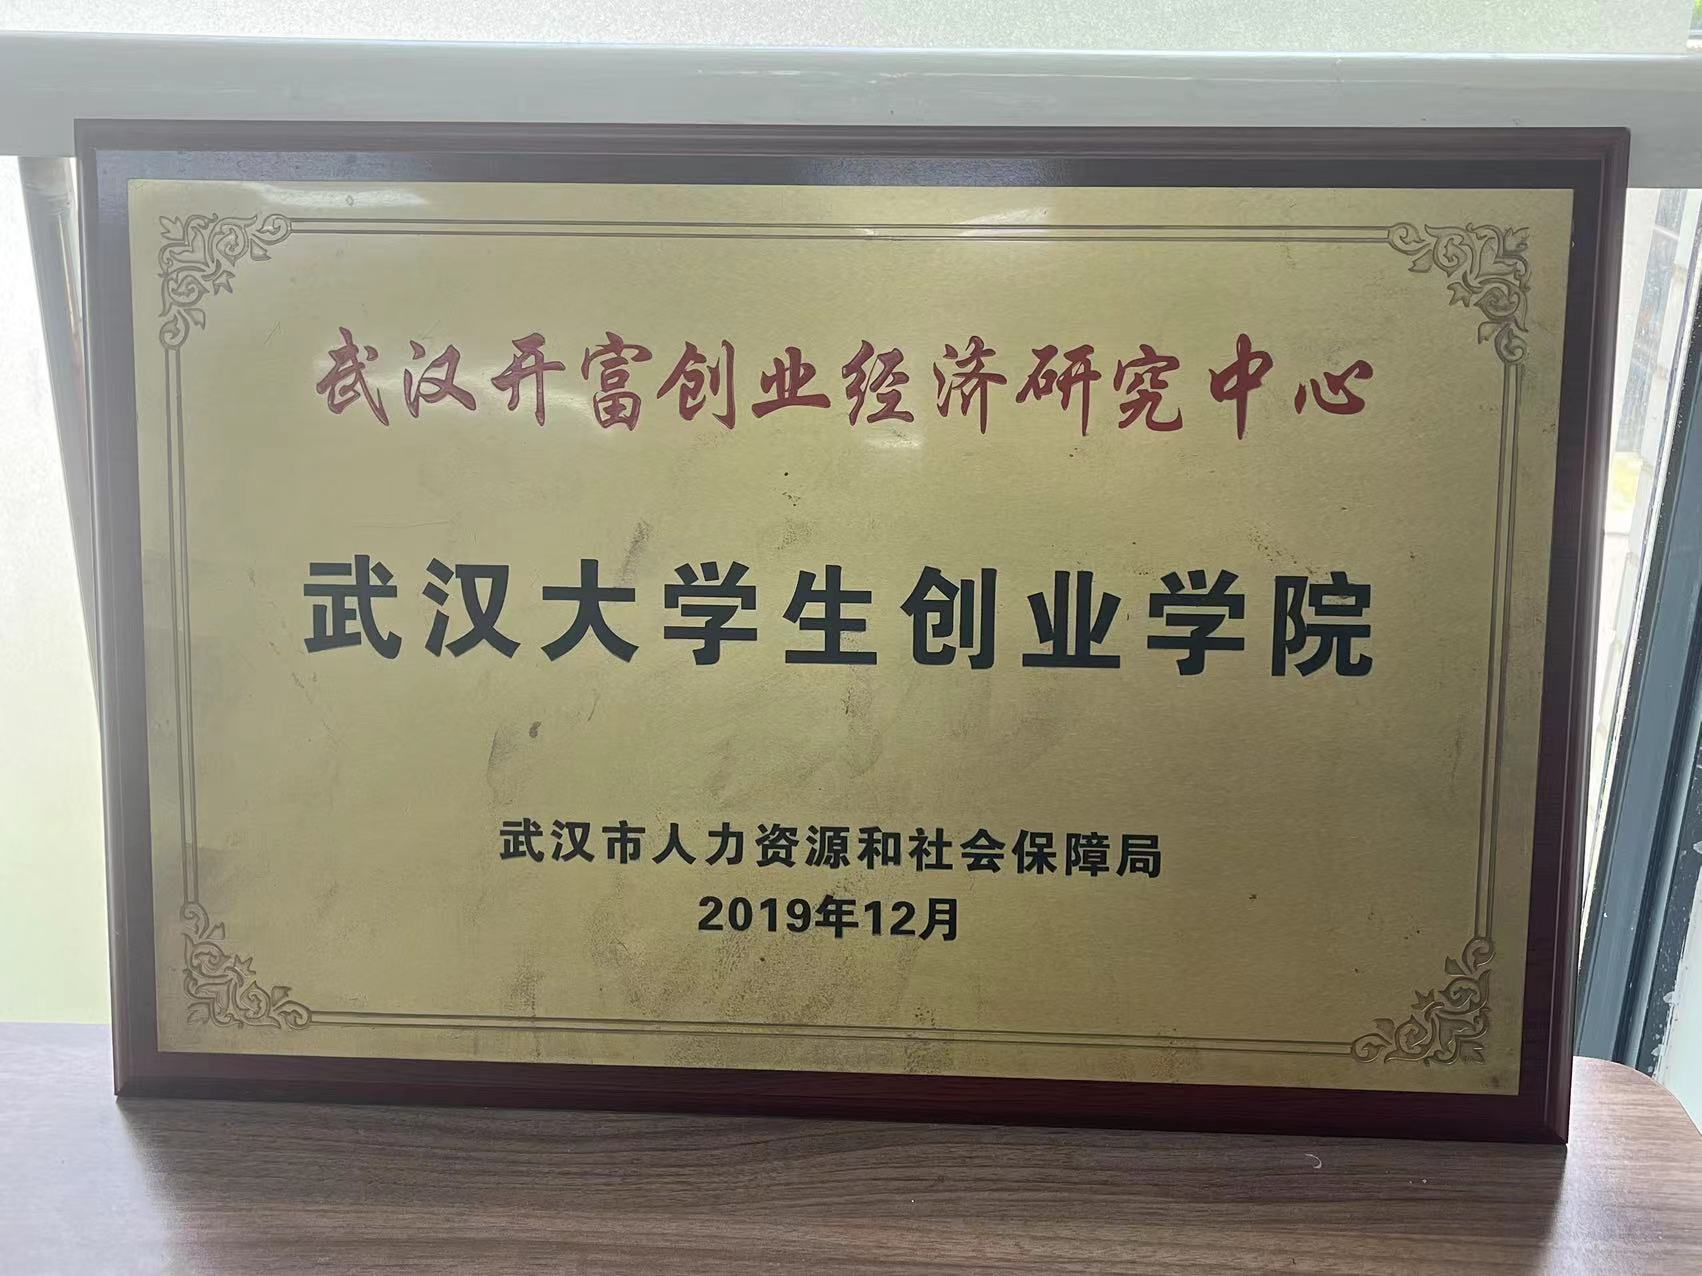 武汉开富创业经济研究中心
武汉大学生创业学院
武汉市人力资源和社会保障局
2019年12月